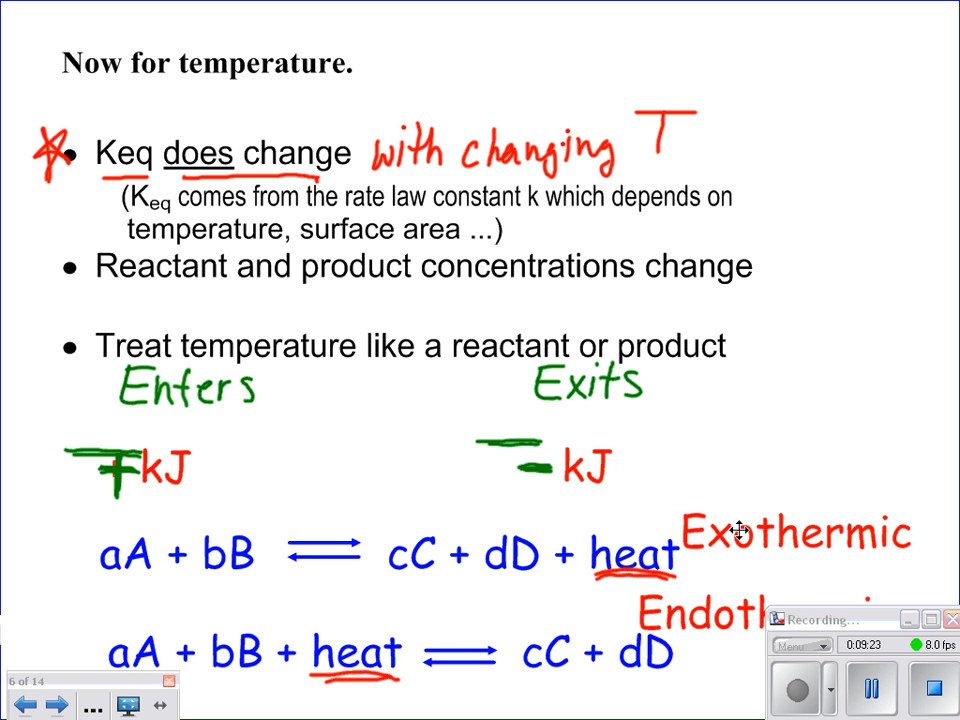 Now for temperature.
• Keq does change with changing T
(Keq comes from the rate law constant k which depends on
temperature, surface area ...)
• Reactant and product concentrations change
• Treat temperature like a reactant or product
Enters Exits
+ kJ - kJ
Exothermic
aA + bB ⇌ cC + dD + heat
Recording...
Menu 0:09:23 8.0 fps
aA + bB + heat ⇌ cC + dD
6 of 14
...